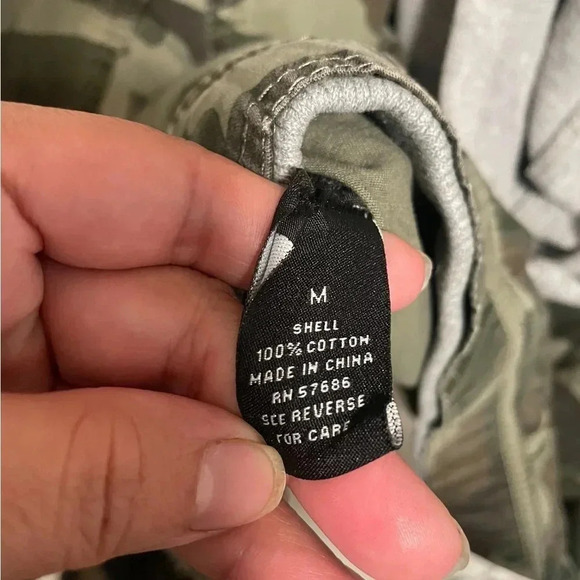 M
SHELL
100% COTTON
MADE IN CHINA
RN 57686
SEE REVERSE
FOR CARE